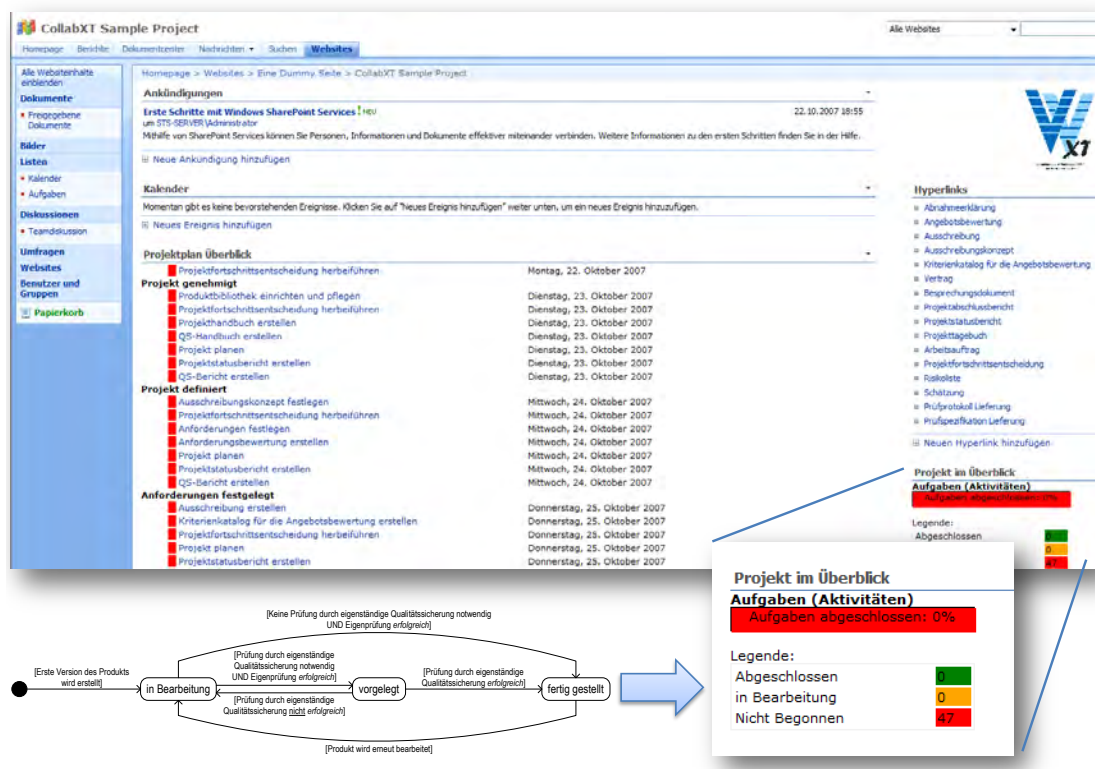 CollabXT Sample Project
Alle Websites
Homepage Berichte Dokumentcenter Nachrichten Suchen Websites
Alle Websiteinhalte
einblenden
Dokumente
Freigegebene
Dokumente
Bilder
Listen
Kalender
Aufgaben
Diskussionen
Teamdiskussion
Umfragen
Websites
Benutzer und
Gruppen
Papierkorb
Homepage > Websites > Eine Dummy Seite > CollabXT Sample Project
Ankündigungen
Erste Schritte mit Windows SharePoint Services ! NEU 22.10.2007 18:55
um STS-SERVER\Administrator
Mithilfe von SharePoint Services können Sie Personen, Informationen und Dokumente effektiver miteinander verbinden. Weitere Informationen zu den ersten Schritten finden Sie in der Hilfe.
Neue Ankündigung hinzufügen
Kalender
Momentan gibt es keine bevorstehenden Ereignisse. Klicken Sie auf "Neues Ereignis hinzufügen" weiter unten, um ein neues Ereignis hinzuzufügen.
Neues Ereignis hinzufügen
Projektplan Überblick
Projektfortschrittsentscheidung herbeiführen Montag, 22. Oktober 2007
Projekt genehmigt
Produktbibliothek einrichten und pflegen Dienstag, 23. Oktober 2007
Projektfortschrittsentscheidung herbeiführen Dienstag, 23. Oktober 2007
Projekthandbuch erstellen Dienstag, 23. Oktober 2007
QS-Handbuch erstellen Dienstag, 23. Oktober 2007
Projekt planen Dienstag, 23. Oktober 2007
Projektstatusbericht erstellen Dienstag, 23. Oktober 2007
QS-Bericht erstellen Dienstag, 23. Oktober 2007
Projekt definiert
Ausschreibungskonzept festlegen Mittwoch, 24. Oktober 2007
Projektfortschrittsentscheidung herbeiführen Mittwoch, 24. Oktober 2007
Anforderungen festlegen Mittwoch, 24. Oktober 2007
Anforderungsbewertung erstellen Mittwoch, 24. Oktober 2007
Projekt planen Mittwoch, 24. Oktober 2007
Projektstatusbericht erstellen Mittwoch, 24. Oktober 2007
QS-Bericht erstellen Mittwoch, 24. Oktober 2007
Anforderungen festgelegt
Ausschreibung erstellen Donnerstag, 25. Oktober 2007
Kriterienkatalog für die Angebotsbewertung erstellen Donnerstag, 25. Oktober 2007
Projektfortschrittsentscheidung herbeiführen Donnerstag, 25. Oktober 2007
Projekt planen Donnerstag, 25. Oktober 2007
Projektstatusbericht erstellen Donnerstag, 25. Oktober 2007
XT
Hyperlinks
Abnahmeerklärung
Angebotsbewertung
Ausschreibung
Ausschreibungskonzept
Kriterienkatalog für die Angebotsbewertung
Vertrag
Besprechungsdokument
Projektabschlussbericht
Projektstatusbericht
Projekttagebuch
Arbeitsauftrag
Projektfortschrittsentscheidung
Risikoliste
Schätzung
Prüfprotokoll Lieferung
Prüfspezifikation Lieferung
Neuen Hyperlink hinzufügen
Projekt im Überblick
Aufgaben (Aktivitäten)
Aufgaben abgeschlossen: 0%
Legende:
Abgeschlossen 0
0
47
[Keine Prüfung durch eigenständige Qualitätssicherung notwendig
UND Eigenprüfung erfolgreich]
[Erste Version des Produkts
wird erstellt]
in Bearbeitung
[Prüfung durch eigenständige
Qualitätssicherung notwendig
UND Eigenprüfung erfolgreich]
[Prüfung durch eigenständige
Qualitätssicherung nicht erfolgreich]
vorgelegt
[Prüfung durch eigenständige
Qualitätssicherung erfolgreich]
fertig gestellt
[Produkt wird erneut bearbeitet]
Projekt im Überblick
Aufgaben (Aktivitäten)
Aufgaben abgeschlossen: 0%
Legende:
Abgeschlossen 0
in Bearbeitung 0
Nicht Begonnen 47